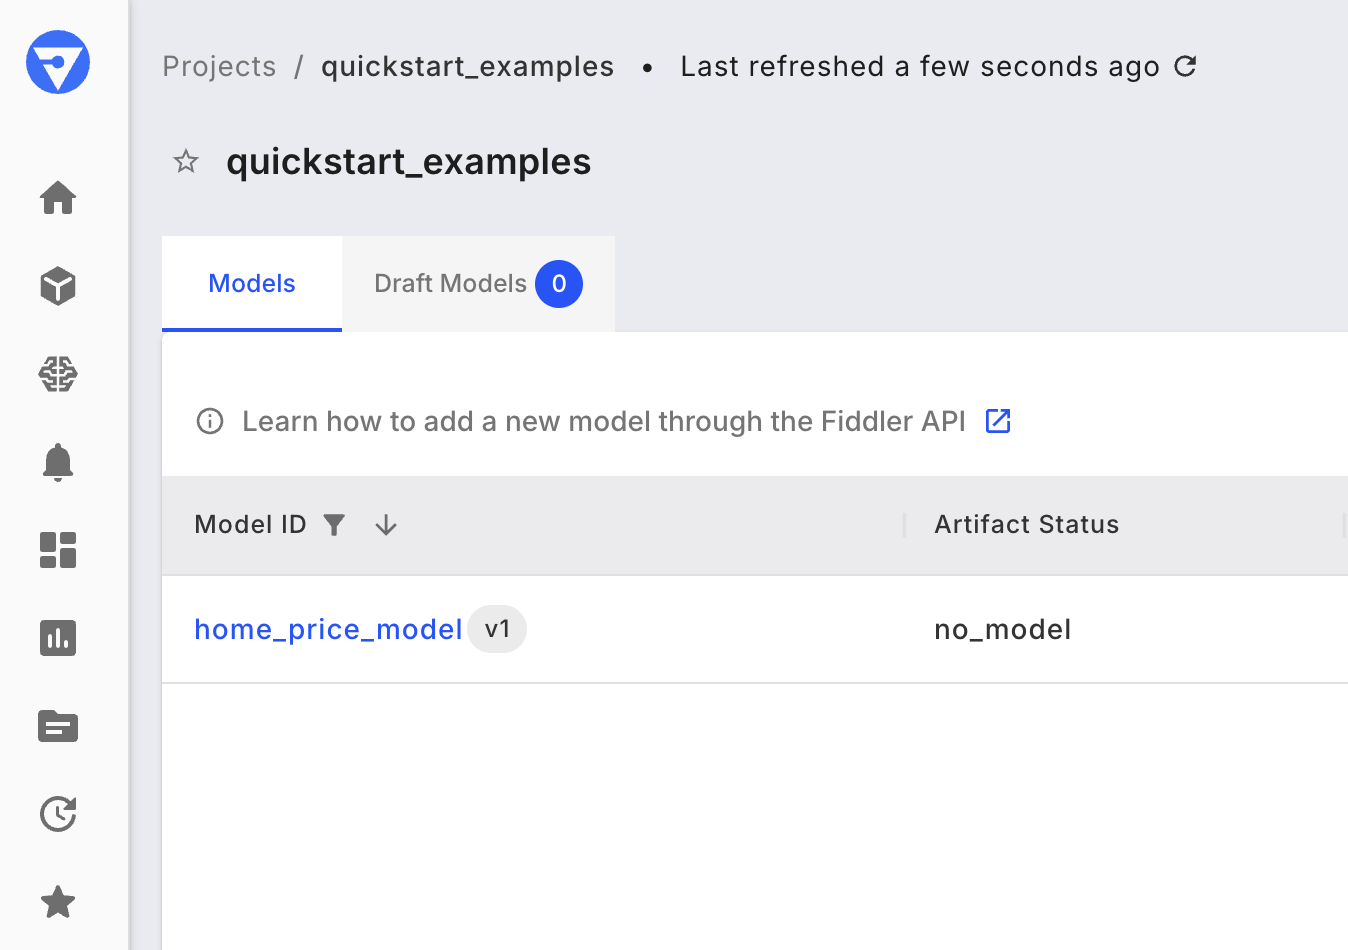 Projects / quickstart_examples • Last refreshed a few seconds ago
quickstart_examples
Models Draft Models 0
Learn how to add a new model through the Fiddler API
Model ID Artifact Status
home_price_model v1 no_model